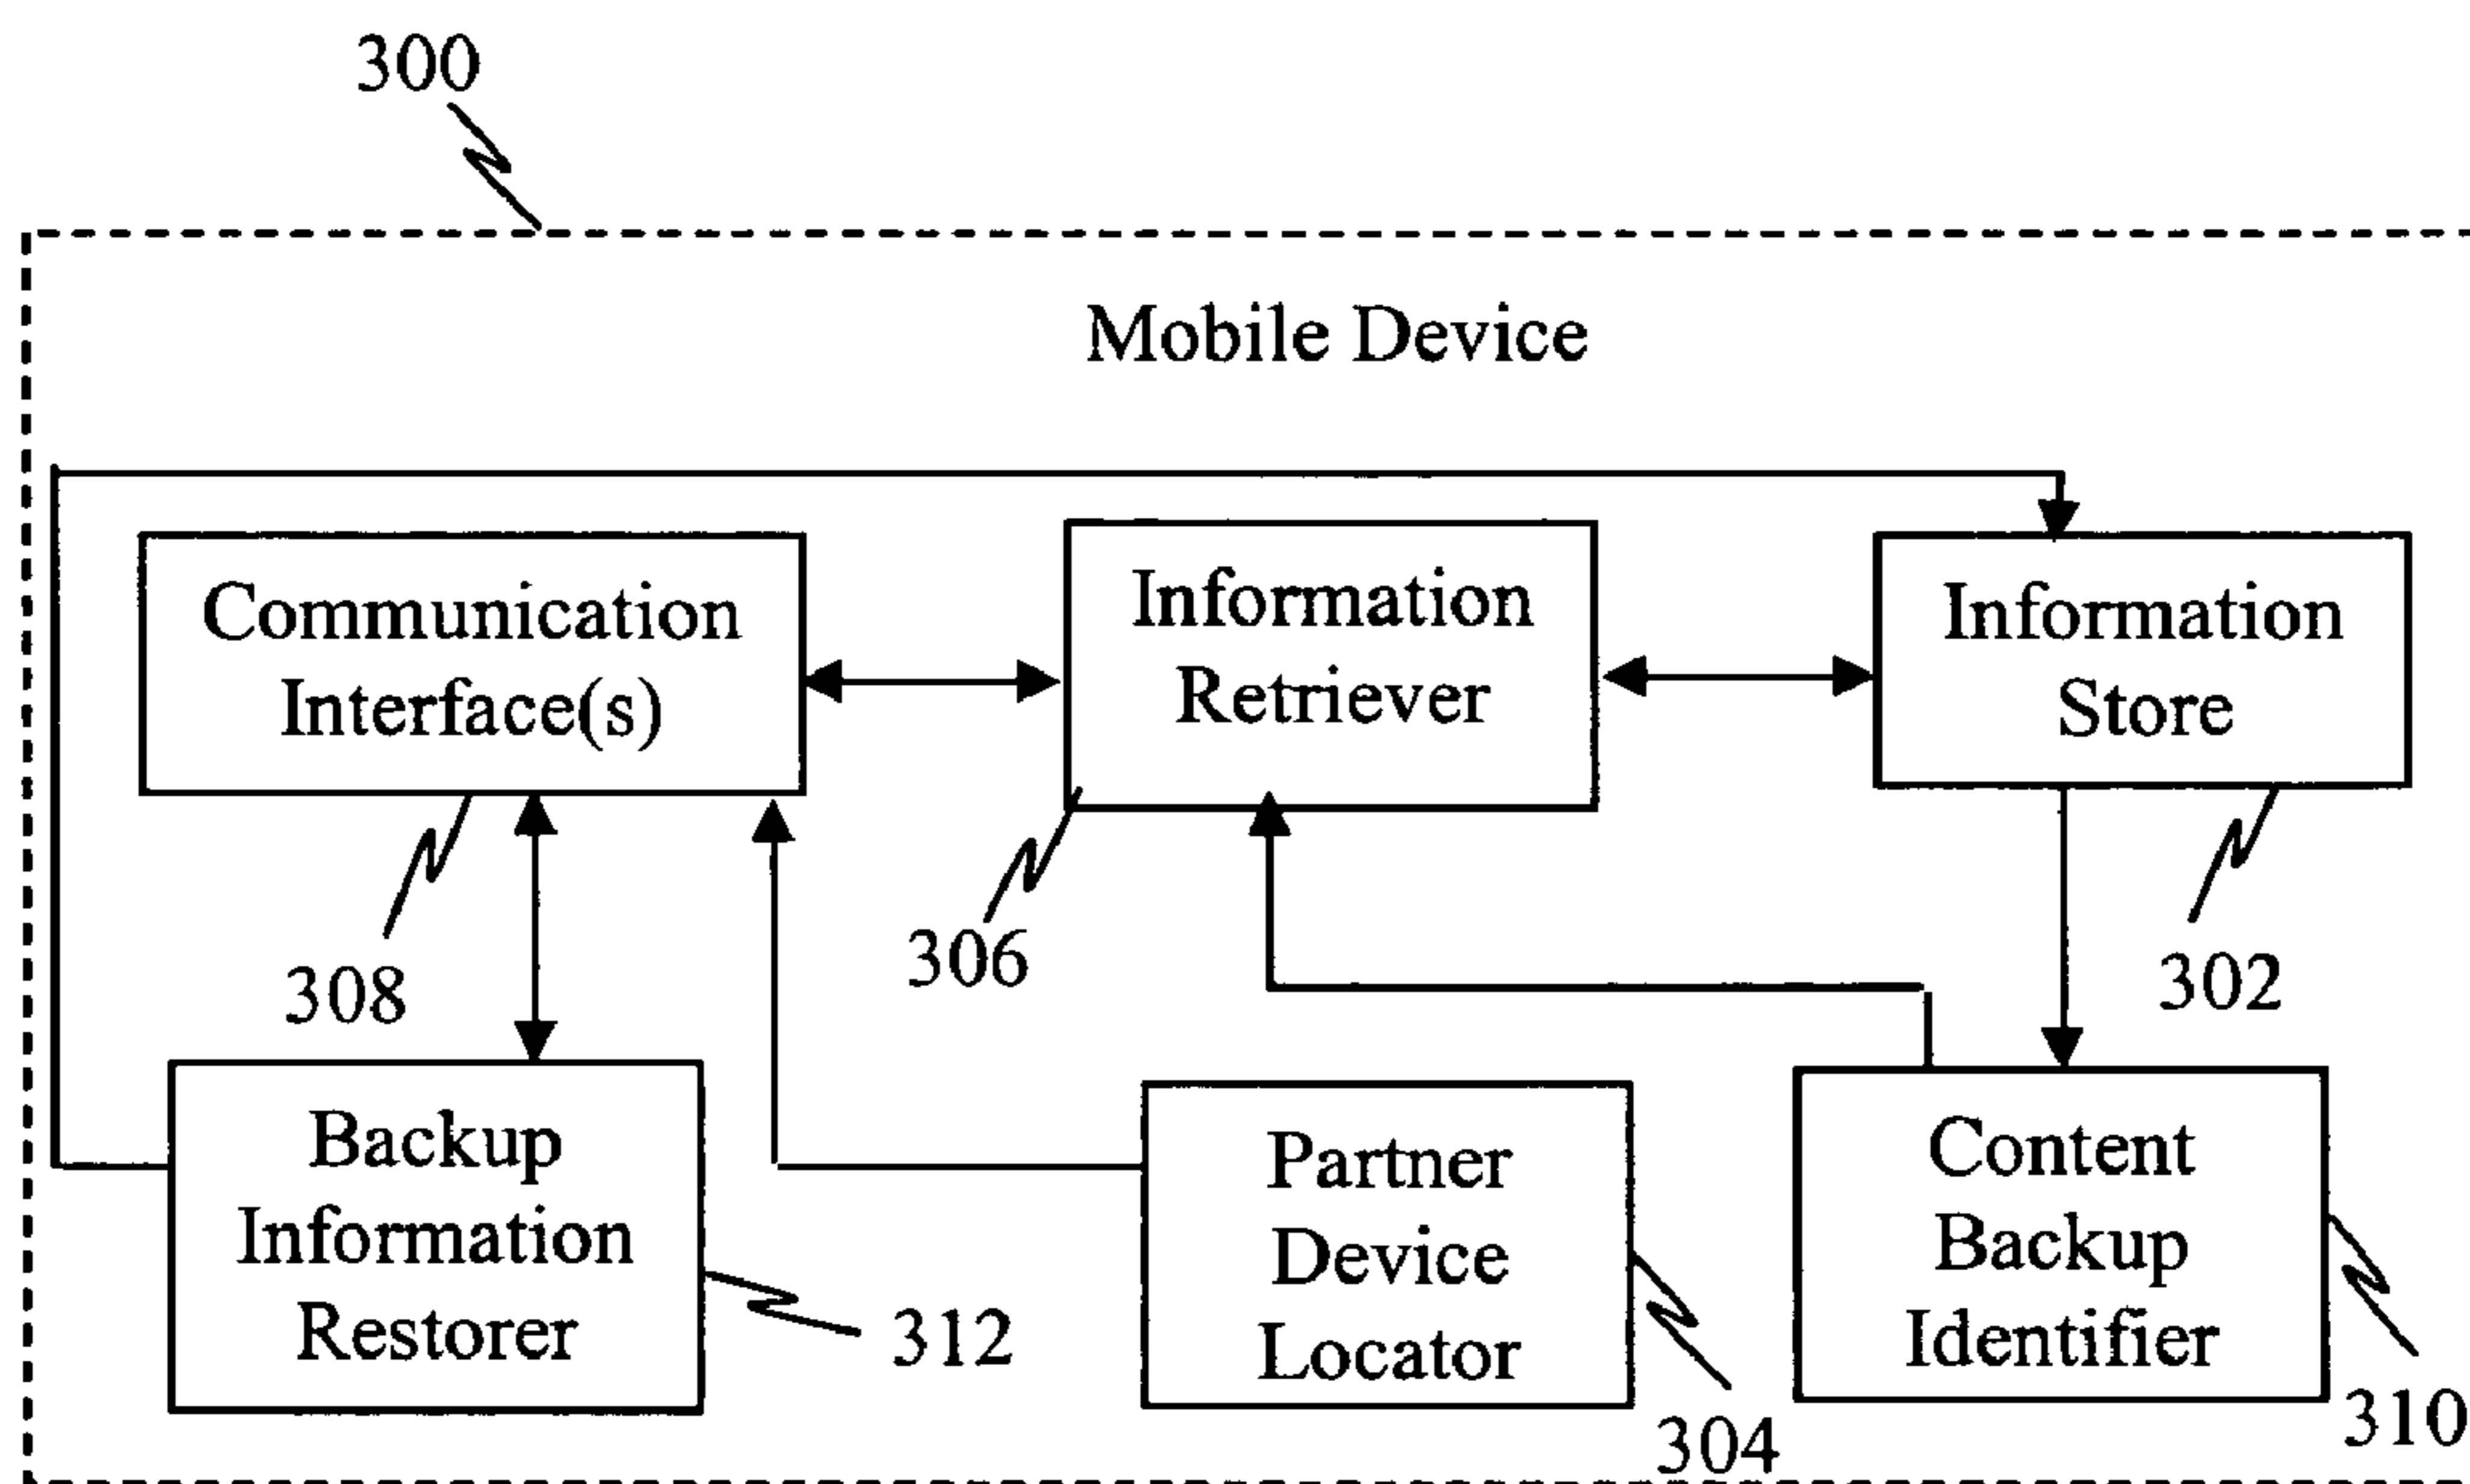 300
Mobile Device
Communication
Interface(s)
Information
Retriever
Information
Store
308
306
302
Backup
Information
Restorer
312
Partner
Device
Locator
304
Content
Backup
Identifier
310